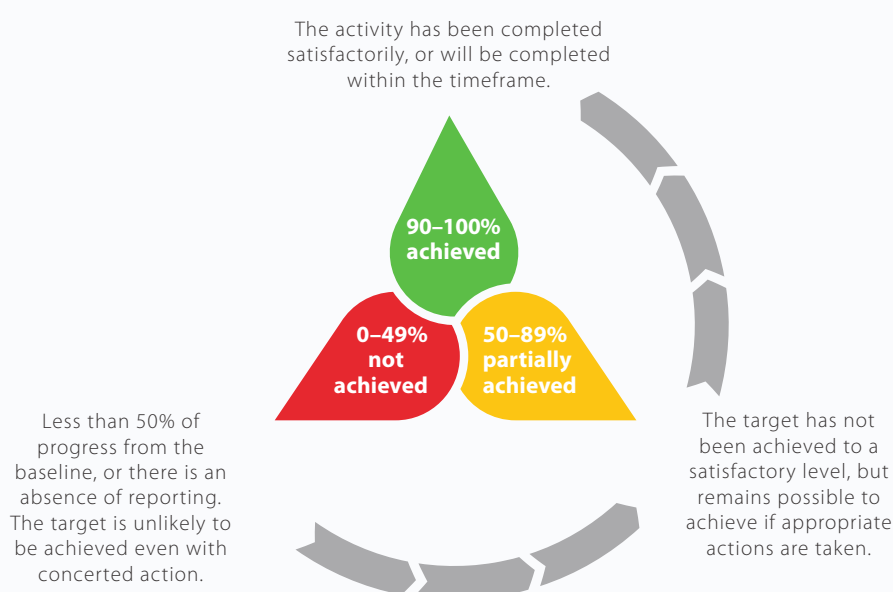 The activity has been completed
satisfactorily, or will be completed
within the timeframe.
90–100%
achieved
0–49%
not
achieved
50–89%
partially
achieved
Less than 50% of
progress from the
baseline, or there is an
absence of reporting.
The target is unlikely to
be achieved even with
concerted action.
The target has not
been achieved to a
satisfactory level, but
remains possible to
achieve if appropriate
actions are taken.